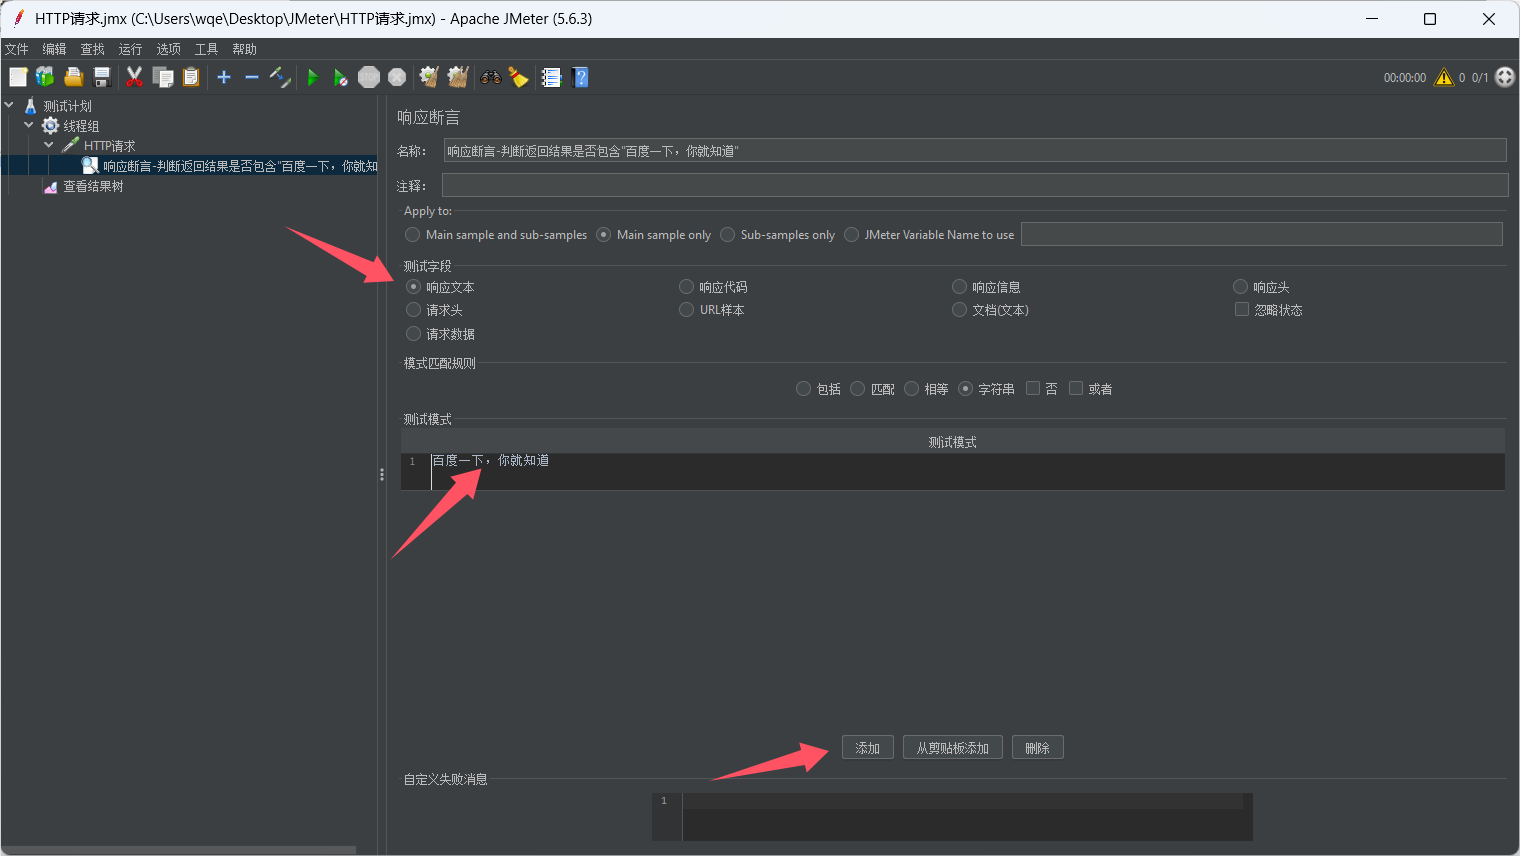 HTTP请求.jmx (C:\Users\wqe\Desktop\JMeter\HTTP请求.jmx) - Apache JMeter (5.6.3)
文件 编辑 查找 运行 选项 工具 帮助
STOP
00:00:00 0 0/1
测试计划
线程组
HTTP请求
响应断言-判断返回结果是否包含"百度一下，你就知
查看结果树
响应断言
名称： 响应断言-判断返回结果是否包含"百度一下，你就知道"
注释：
Apply to:
Main sample and sub-samples Main sample only Sub-samples only JMeter Variable Name to use
测试字段
响应文本 响应代码 响应信息 响应头
请求头 URL样本 文档(文本) 忽略状态
请求数据
模式匹配规则
包括 匹配 相等 字符串 否 或者
测试模式
测试模式
1 百度一下，你就知道
添加 从剪贴板添加 删除
自定义失败消息
1